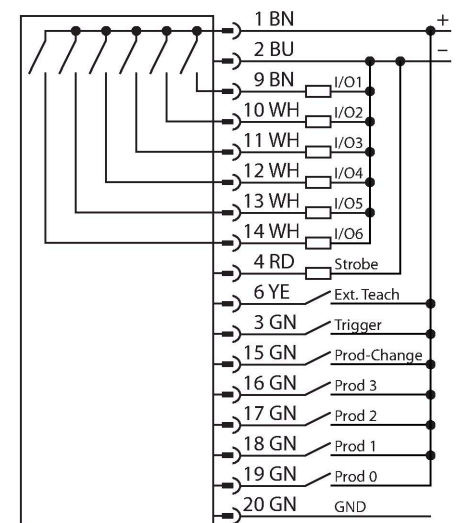 1 BN +
2 BU −
9 BN I/O1
10 WH I/O2
11 WH I/O3
12 WH I/O4
13 WH I/O5
14 WH I/O6
4 RD Strobe
6 YE Ext. Teach
3 GN Trigger
15 GN Prod-Change
16 GN Prod 3
17 GN Prod 2
18 GN Prod 1
19 GN Prod 0
20 GN GND